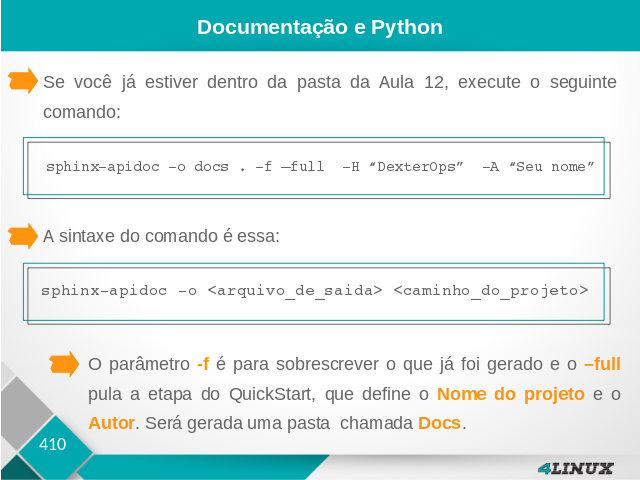 Documentação e Python
Se você já estiver dentro da pasta da Aula 12, execute o seguinte
comando:
sphinx-apidoc -o docs . -f –full -H “DexterOps” -A “Seu nome”
A sintaxe do comando é essa:
sphinx-apidoc -o <arquivo_de_saida> <caminho_do_projeto>
O parâmetro -f é para sobrescrever o que já foi gerado e o –full
pula a etapa do QuickStart, que define o Nome do projeto e o
Autor. Será gerada uma pasta chamada Docs.
410
4LINUX